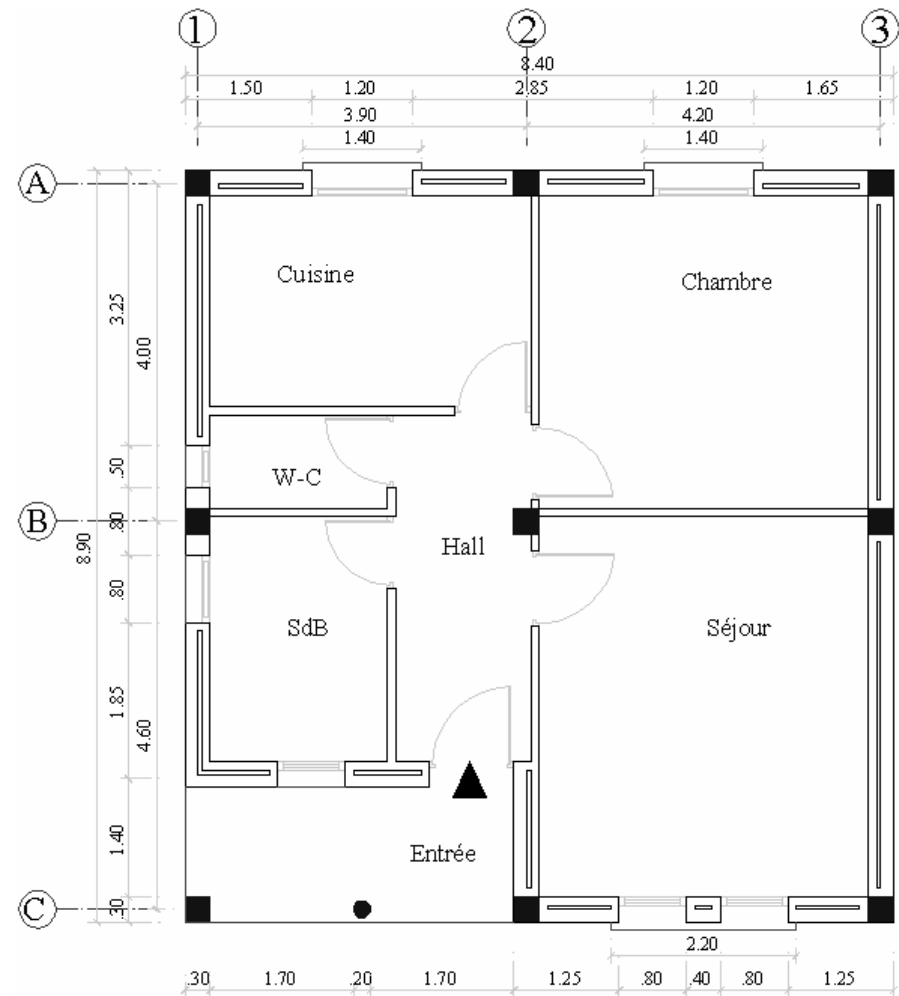 1 2 3
8.40
1.50 1.20 2.85 1.20 1.65
3.90 4.20
1.40 1.40
A
Cuisine
Chambre
3.25
4.00
.50
W-C
B
.80
Hall
8.90
.80
SdB
Séjour
1.85
4.60
1.40
Entrée
C
.30
2.20
.30 1.70 .20 1.70 1.25 .80 .40 .80 1.25